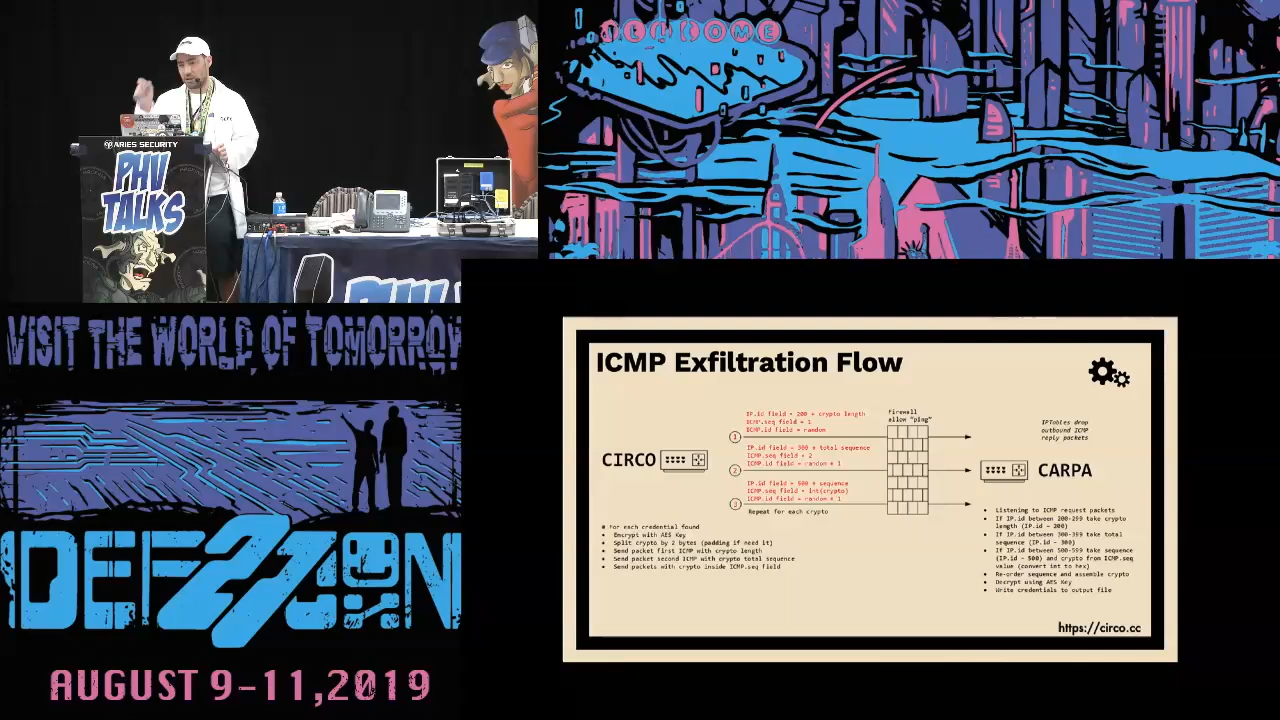 WELCOME
ARIES SECURITY
PHV
TALKS
VISIT THE WORLD OF TOMORROW
DEF CON
AUGUST 9-11,2019
ICMP Exfiltration Flow
IP.id field = 200 + crypto length
ICMP.seq field = 1
ICMP.id field = random
1
IP.id field = 300 + total sequence
ICMP.seq field = 2
ICMP.id field = random + 1
2
IP.id field = 500 + sequence
ICMP.seq field = int(crypto)
ICMP.id field = random + 1
3
Repeat for each crypto
firewall
allow "ping"
IPTables drop
outbound ICMP
reply packets
CIRCO
CARPA
# For each credential found
• Encrypt with AES Key
• Split crypto by 2 bytes (padding if need it)
• Send packet first ICMP with crypto length
• Send packet second ICMP with crypto total sequence
• Send packets with crypto inside ICMP.seq field
• Listening to ICMP request packets
• If IP.id between 200-299 take crypto
length (IP.id - 200)
• If IP.id between 300-399 take total
sequence (IP.id - 300)
• If IP.id between 500-599 take sequence
(IP.id - 500) and crypto from ICMP.seq
value (convert int to hex)
• Re-order sequence and assemble crypto
• Decrypt using AES Key
• Write credentials to output file
https://circo.cc